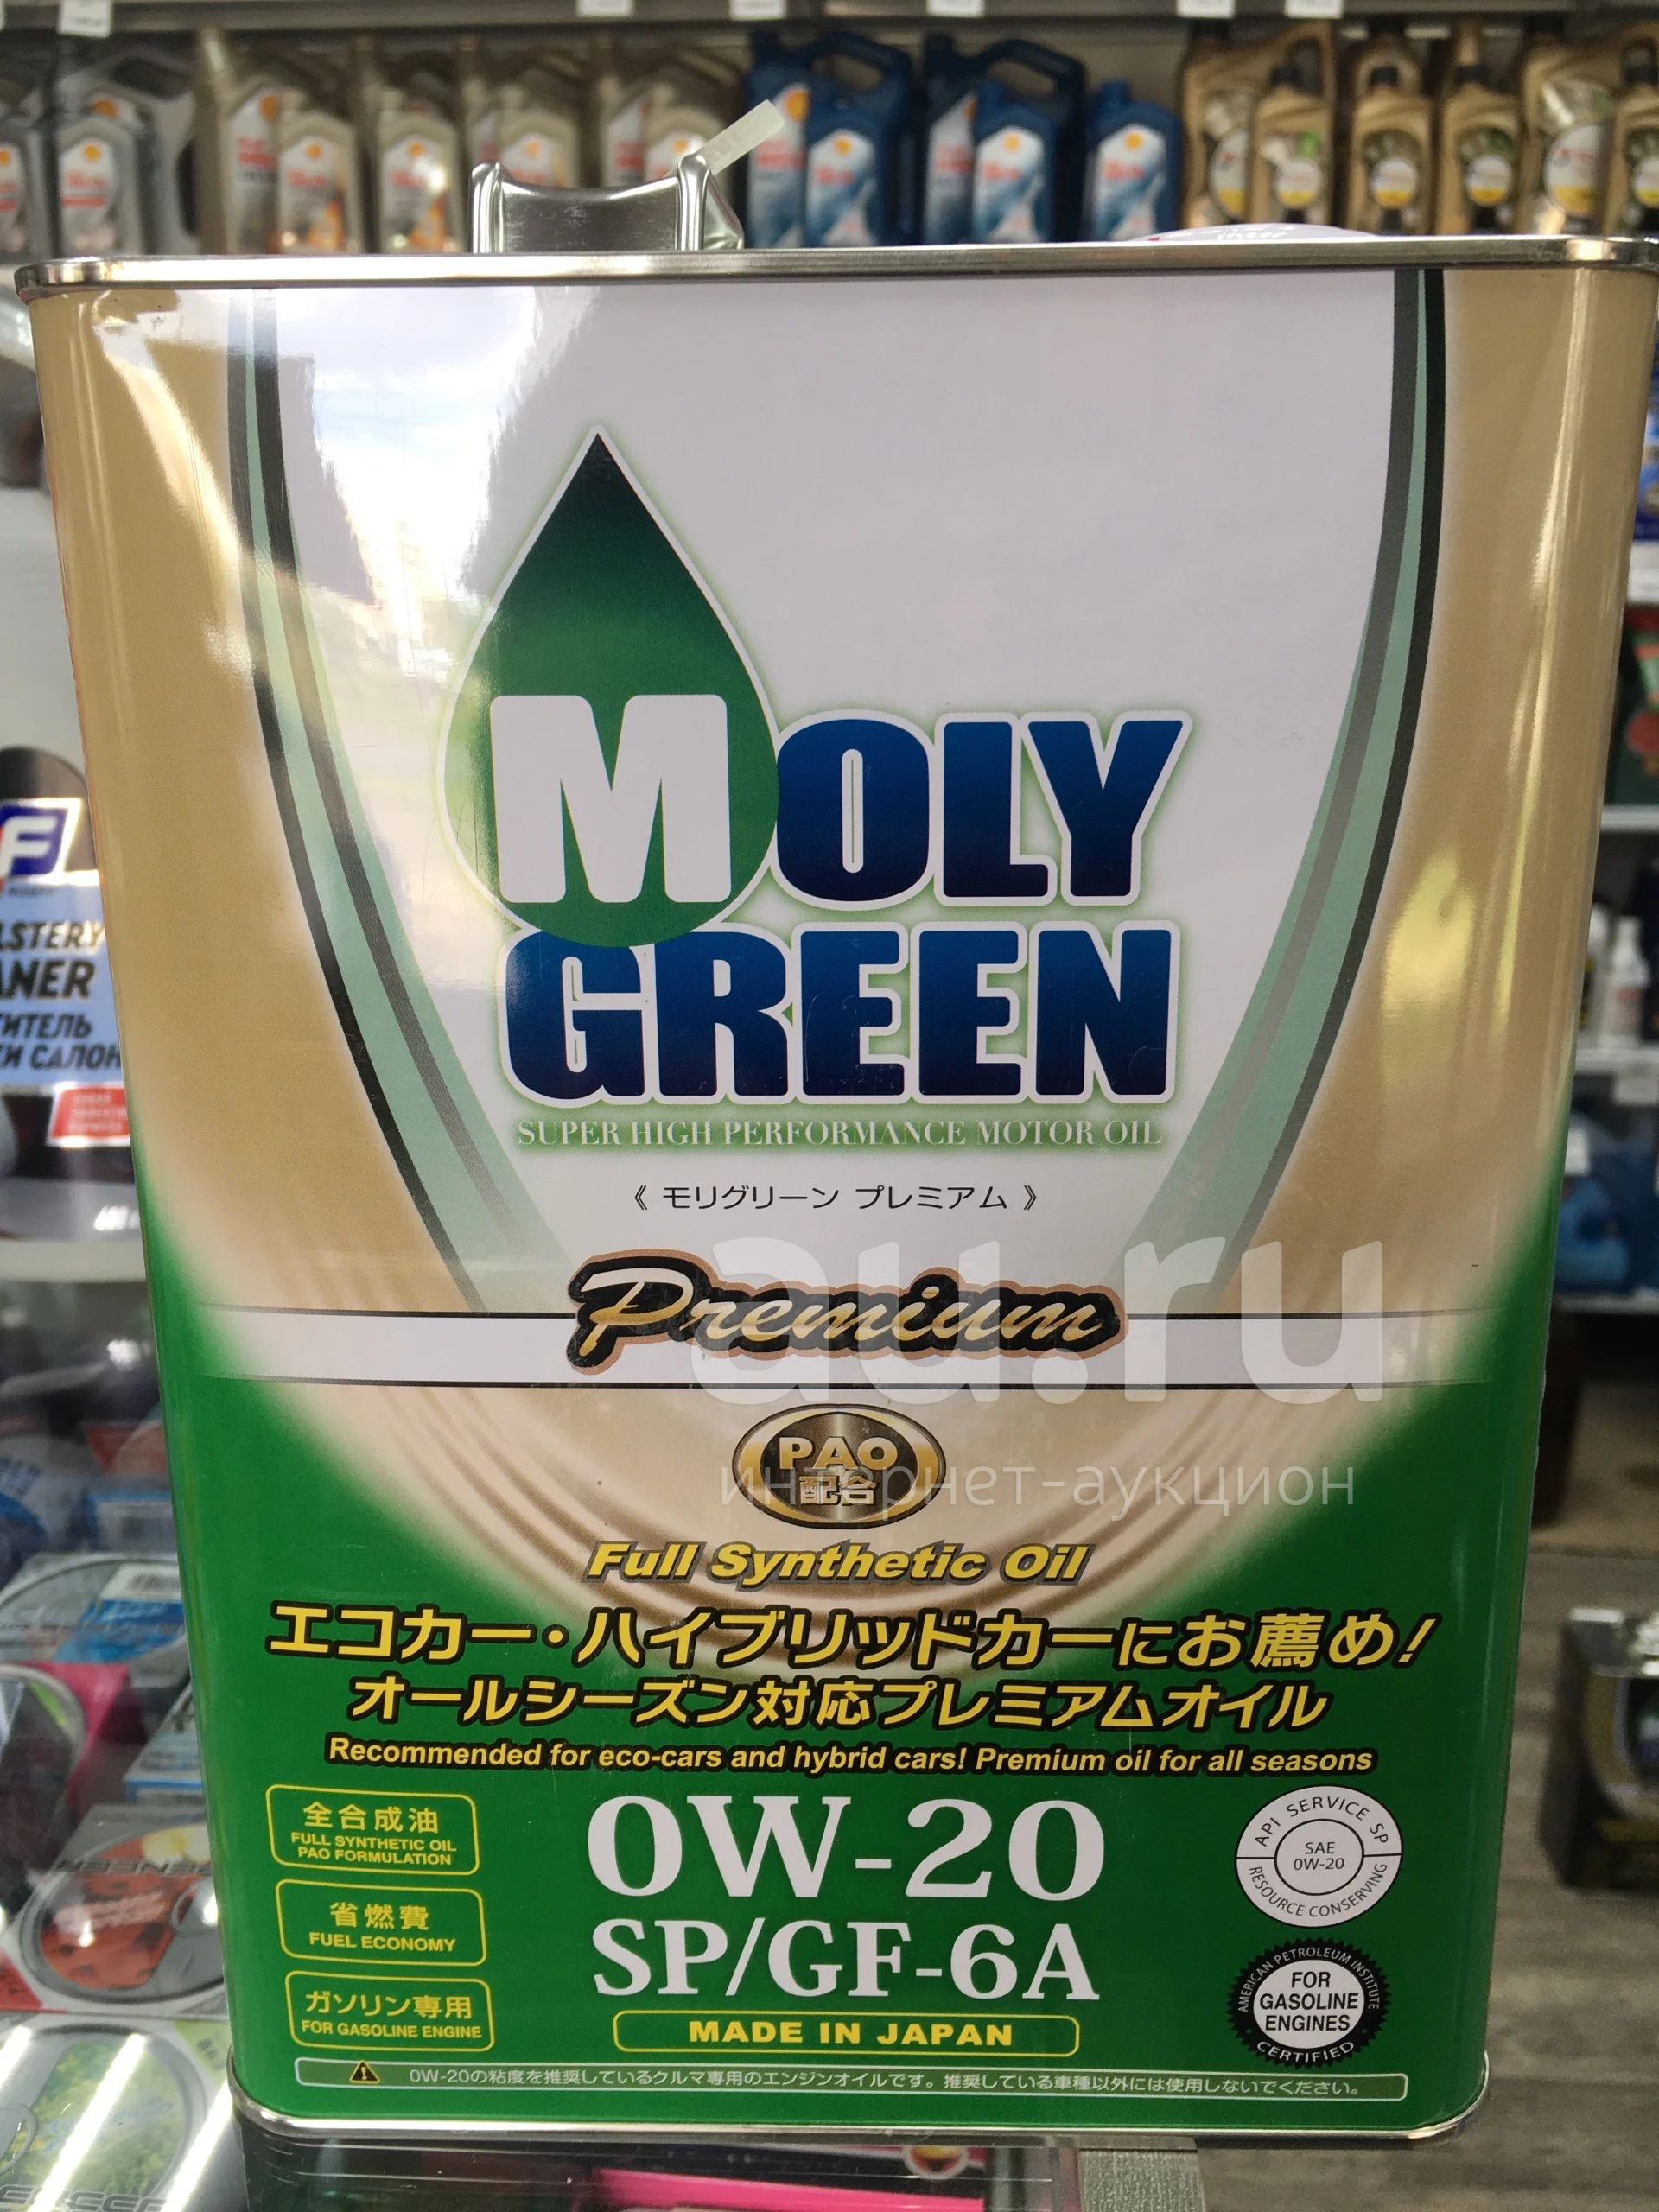 MOLY
GREEN
SUPER HIGH PERFORMANCE MOTOR OIL
《 モリグリーン プレミアム 》
Premium
au.ru
PAO
配合
интернет-аукцион
Full Synthetic Oil
エコカー・ハイブリッドカーにお薦め!
オールシーズン対応プレミアムオイル
Recommended for eco-cars and hybrid cars! Premium oil for all seasons
全合成油
FULL SYNTHETIC OIL
PAO FORMULATION
省燃費
FUEL ECONOMY
ガソリン専用
FOR GASOLINE ENGINE
0W-20
SP/GF-6A
MADE IN JAPAN
API SERVICE SP
SAE
0W-20
RESOURCE CONSERVING
AMERICAN PETROLEUM INSTITUTE
FOR
GASOLINE
ENGINES
CERTIFIED
0W-20の粘度を推奨しているクルマ専用のエンジンオイルです。推奨している車種以外には使用しないでください。